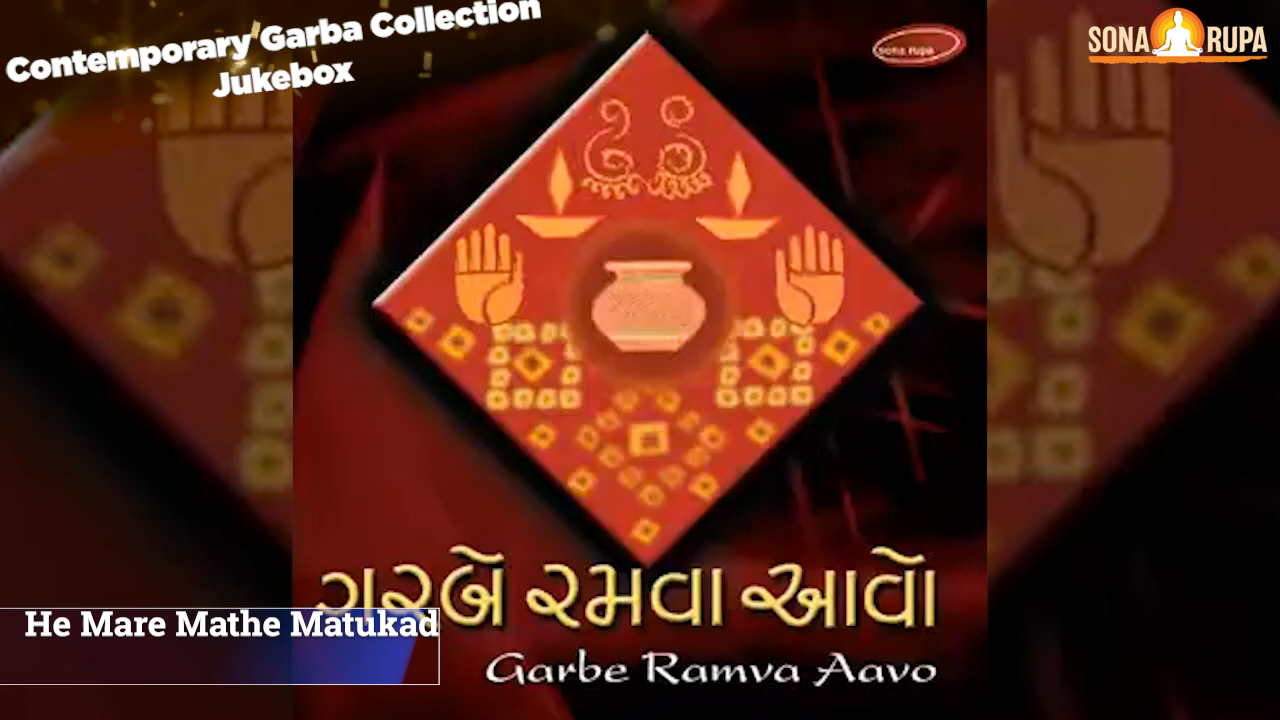 Contemporary Garba Collection
Jukebox
SONA RUPA
SONA RUPA
ગરબે રમવા આવો
He Mare Mathe Matukad
Garbe Ramva Aavo